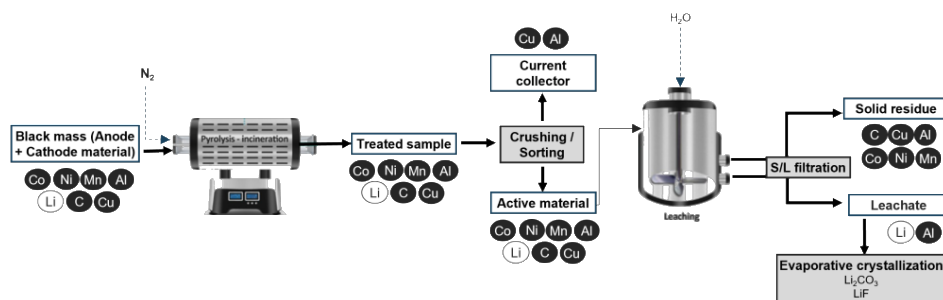 H₂O
Cu Al
N₂
Current
collector
Solid residue
Black mass (Anode
+ Cathode material)
Pyrolysis - incineration
Treated sample
Crushing /
Sorting
C Cu Al
Co Ni Mn
S/L filtration
Co Ni Mn Al
Li C Cu
Co Ni Mn Al
Li C Cu
Active material
Leaching
Leachate
Co Ni Mn Al
Li C Cu
Li Al
Evaporative crystallization
Li₂CO₃
LiF